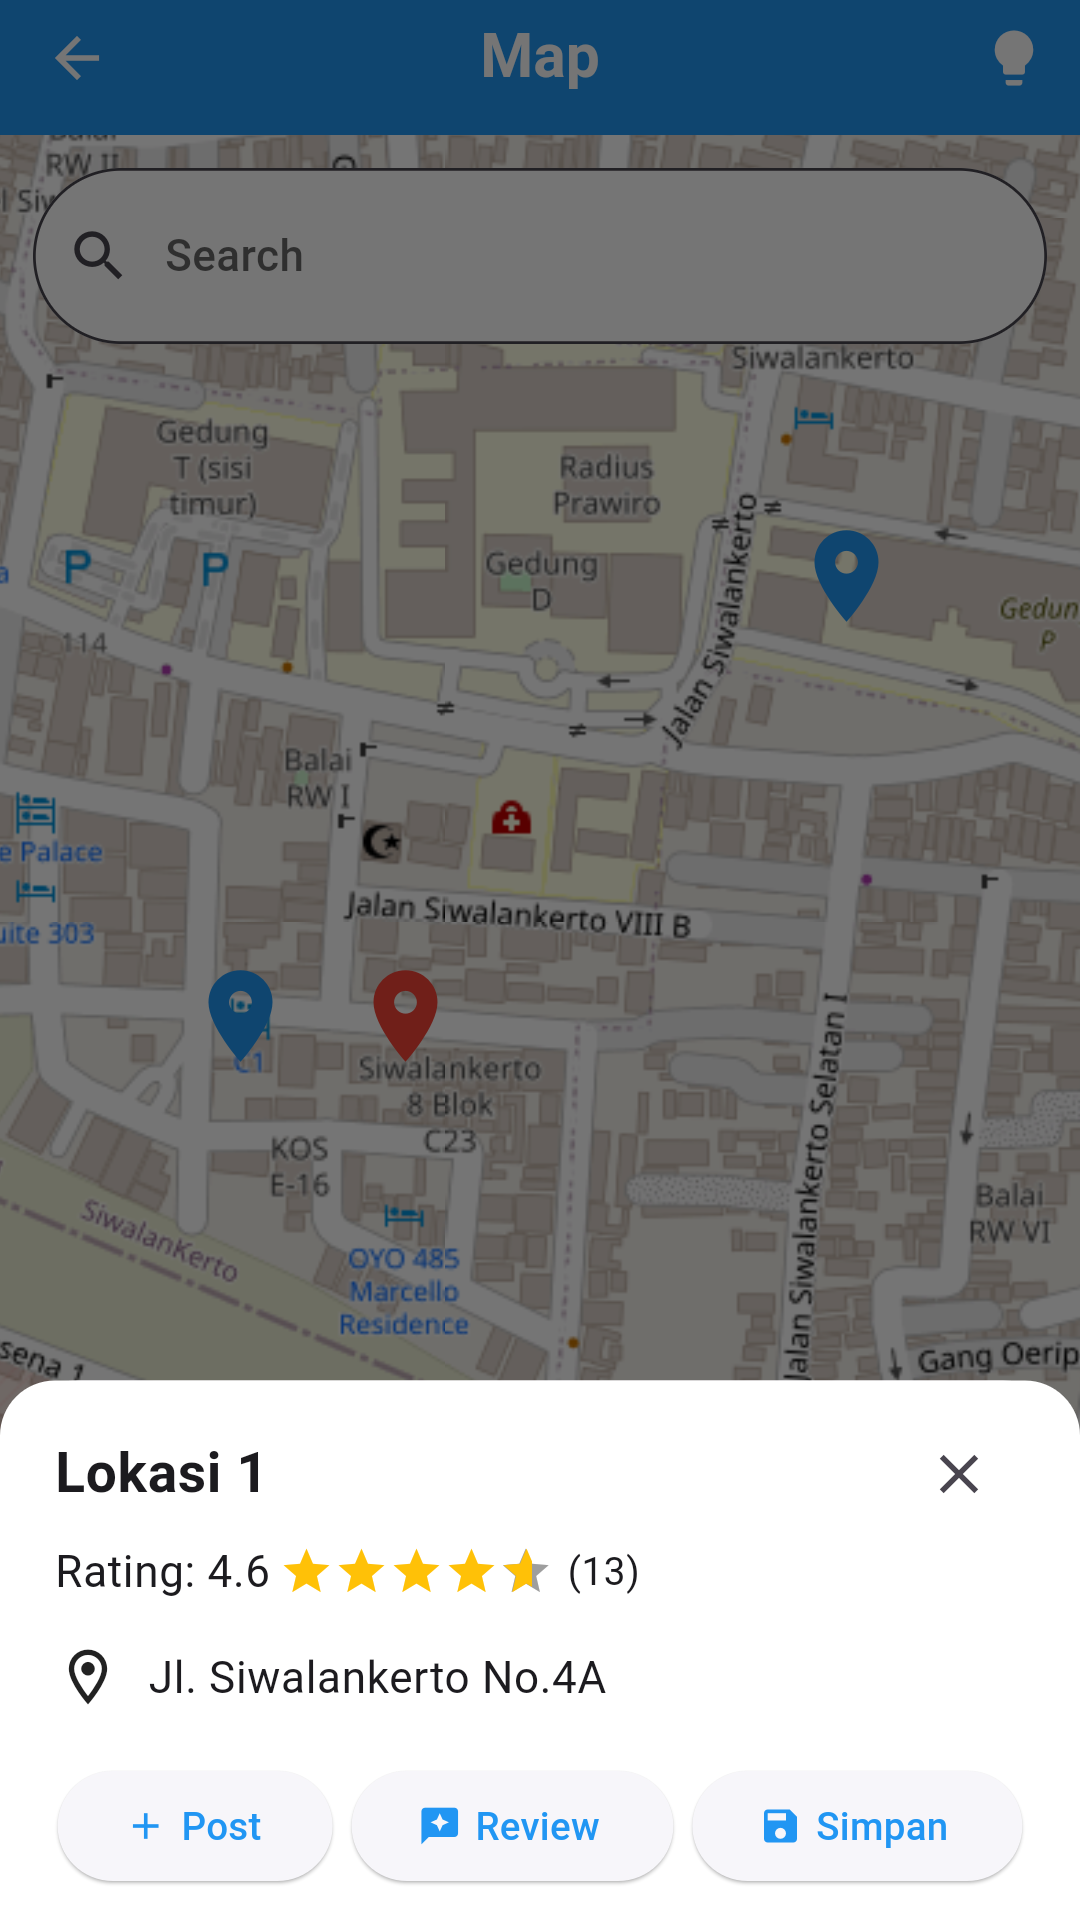 Map
RW II
Search
Siwalankerto
Gedung
T (sisi
timur)
Radius
Prawiro
P
P
Gedung
D
Jalan Siwalankerto
Gedun
P
114
Balai
RW I
e Palace
uite 303
Jalan Siwalankerto VIII B
C1
Siwalankerto
8 Blok
C23
KOS
E-16
Jalan Siwalankerto Selatan I
Balai
RW VI
SiwalanKerto
OYO 485
Marcello
Residence
sena 1
Gang Oerip
Lokasi 1
Rating: 4.6 (13)
Jl. Siwalankerto No.4A
Post
Review
Simpan